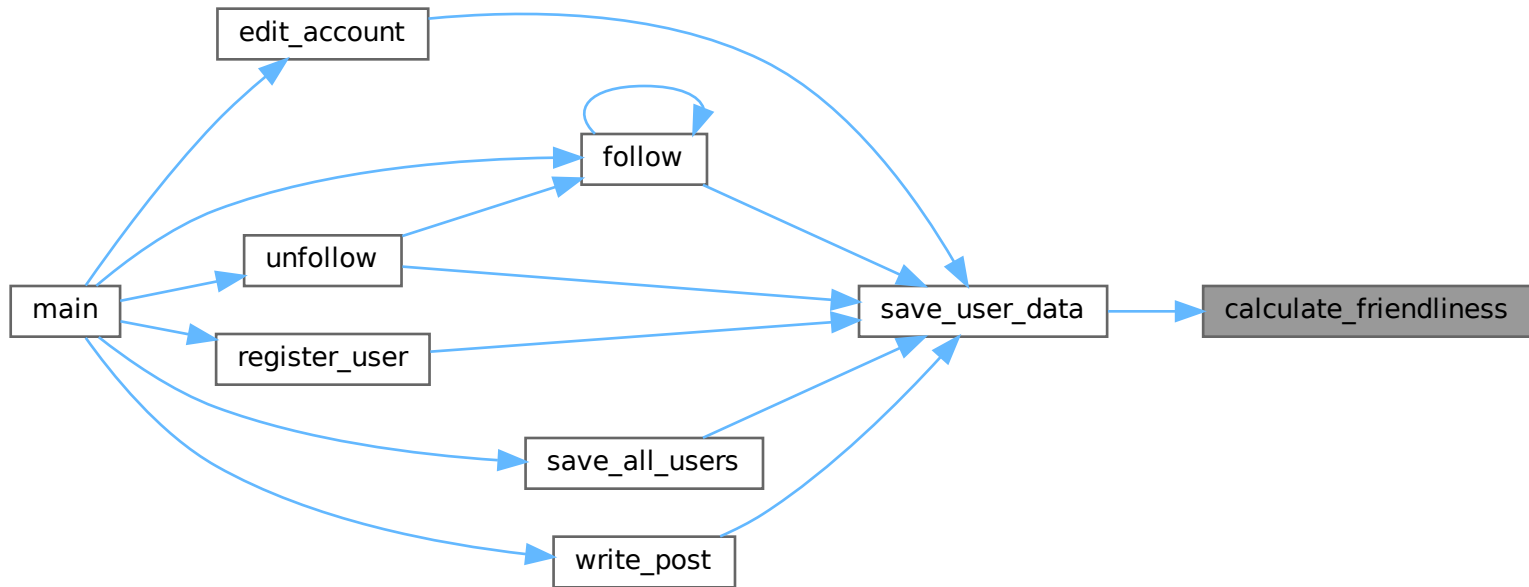 edit_account
follow
unfollow
main
save_user_data
calculate_friendliness
register_user
save_all_users
write_post